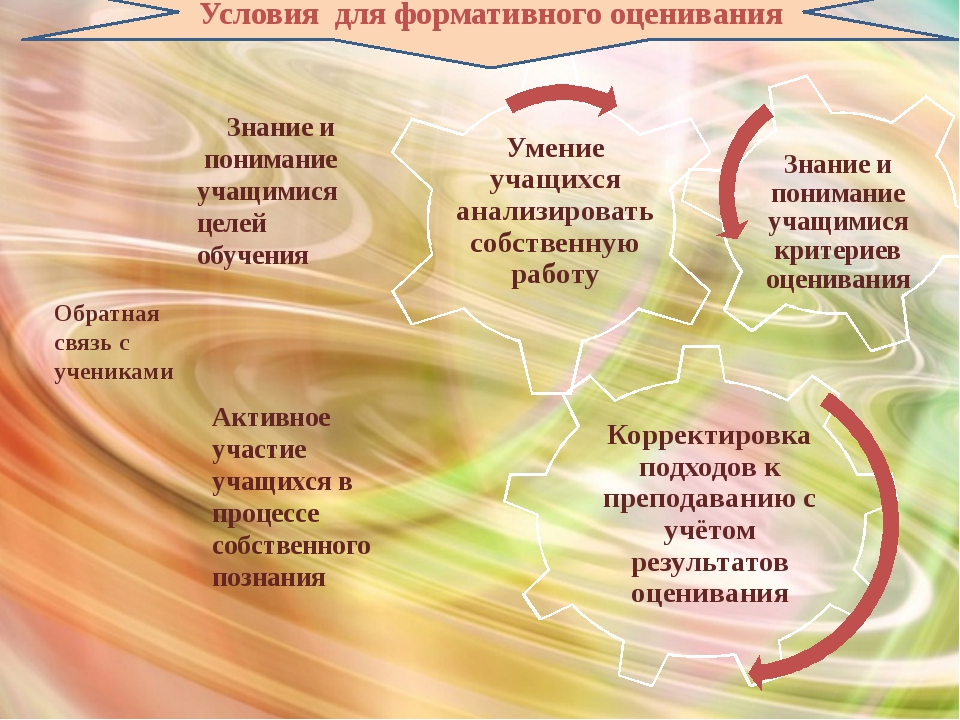 Условия для формативного оценивания
Знание и
понимание
учащимися
целей
обучения
Умение
учащихся
анализировать
собственную
работу
Знание и
понимание
учащимися
критериев
оценивания
Обратная
связь с
учениками
Активное
участие
учащихся в
процессе
собственного
познания
Корректировка
подходов к
преподаванию с
учётом
результатов
оценивания